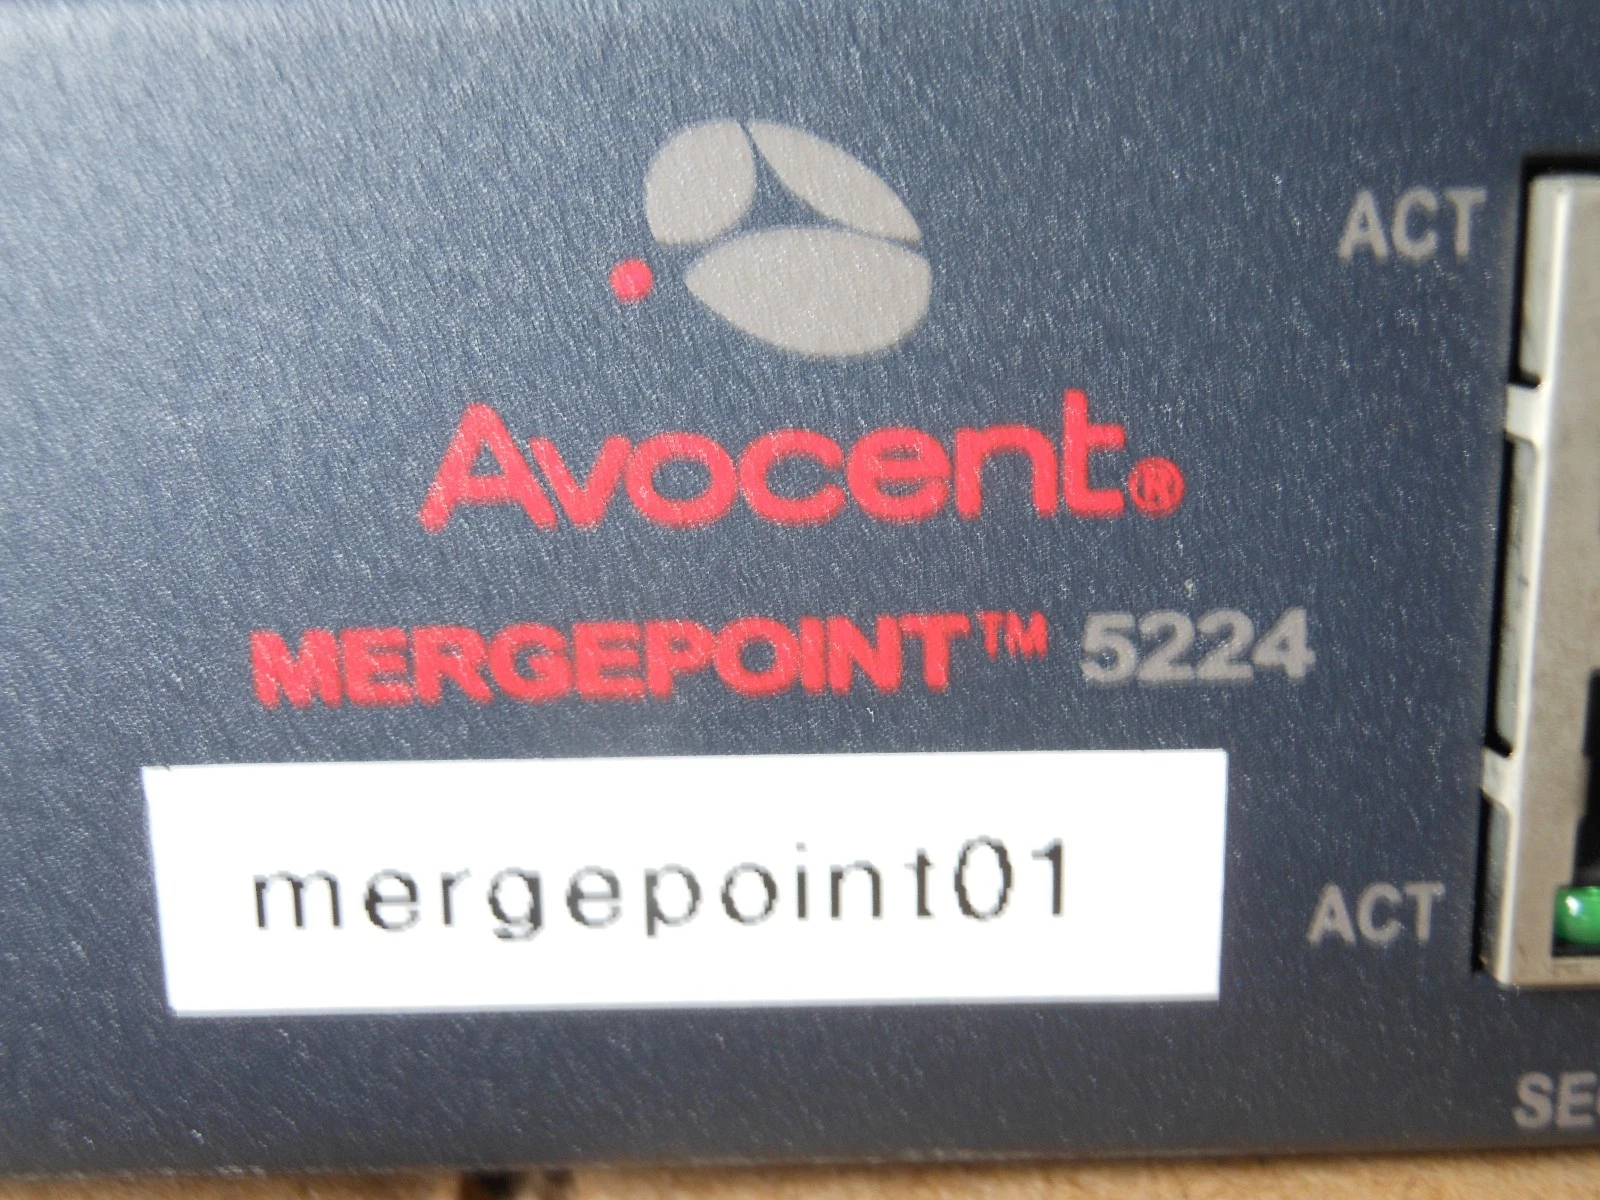 ACT
Avocent®
MERGEPOINT™ 5224
mergepoint01
ACT